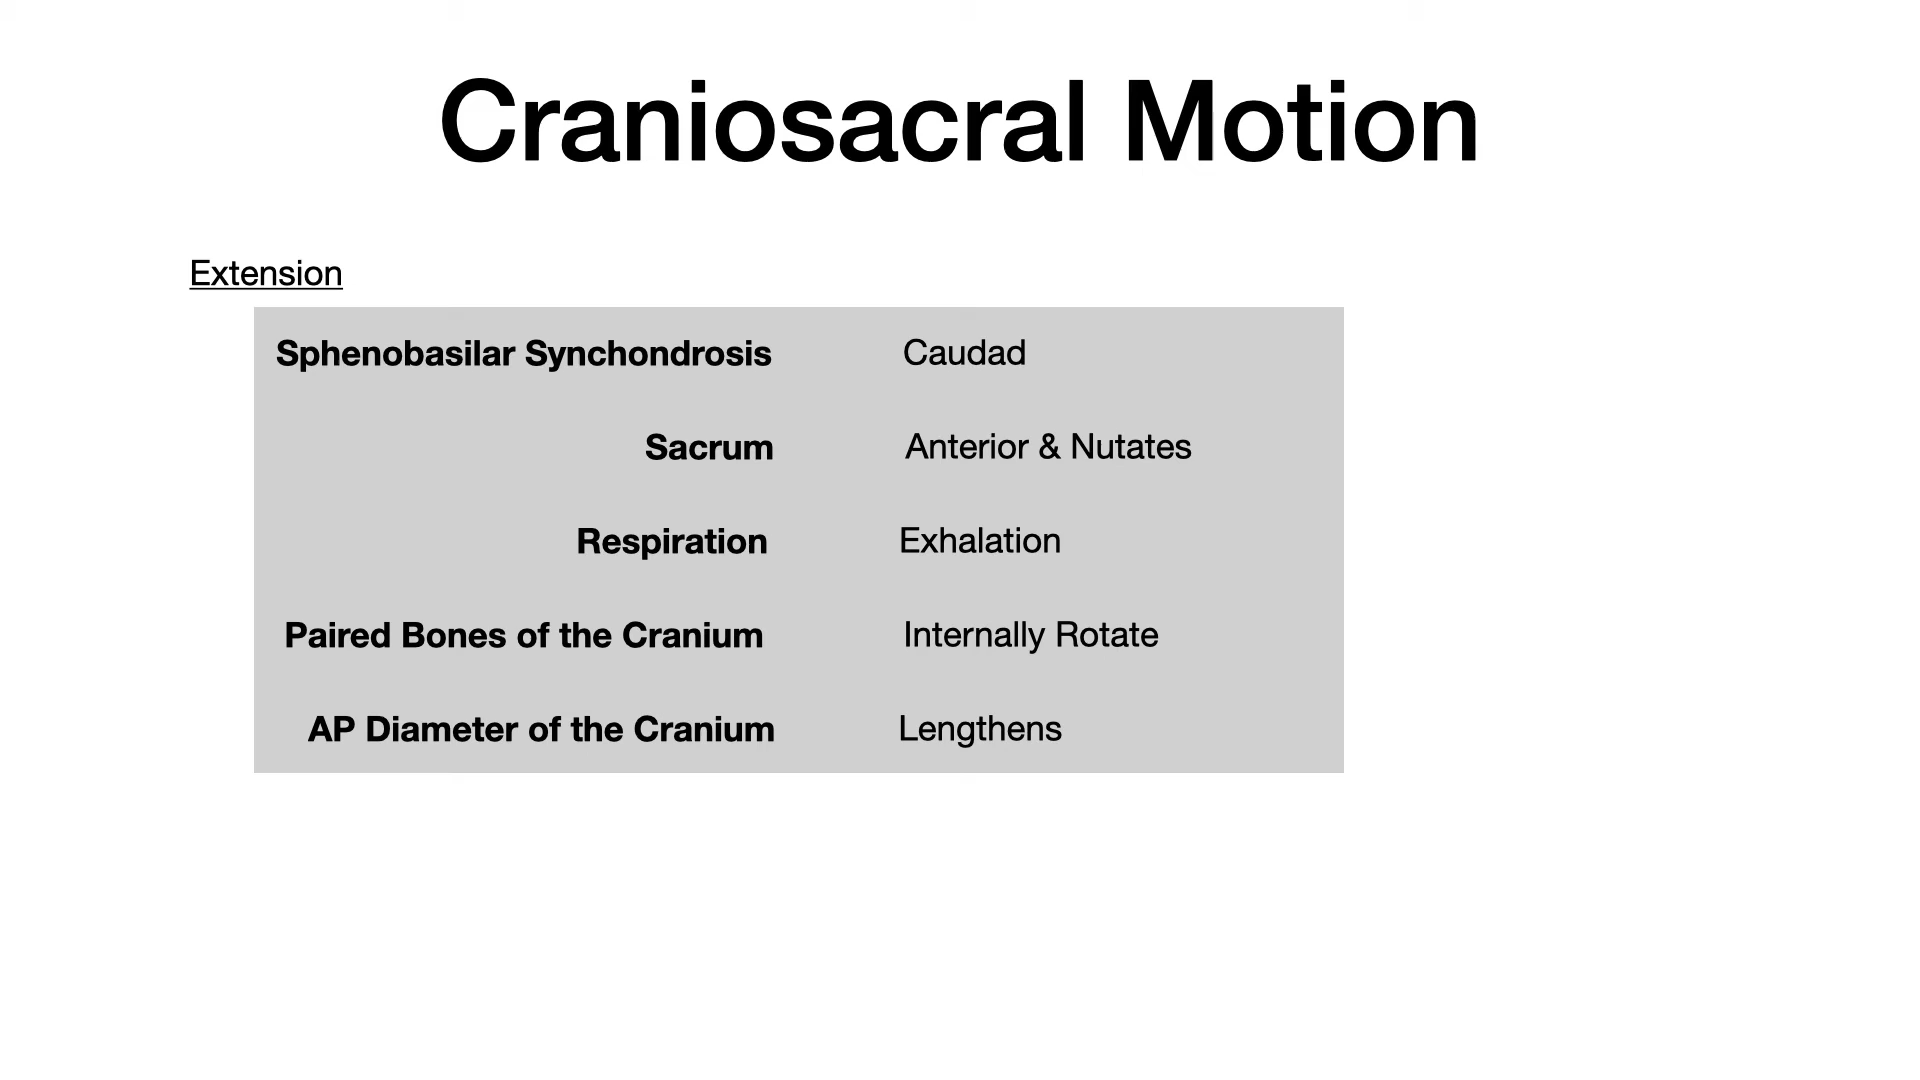 Craniosacral Motion
Extension
Sphenobasilar Synchondrosis Caudad
Sacrum Anterior & Nutates
Respiration Exhalation
Paired Bones of the Cranium Internally Rotate
AP Diameter of the Cranium Lengthens